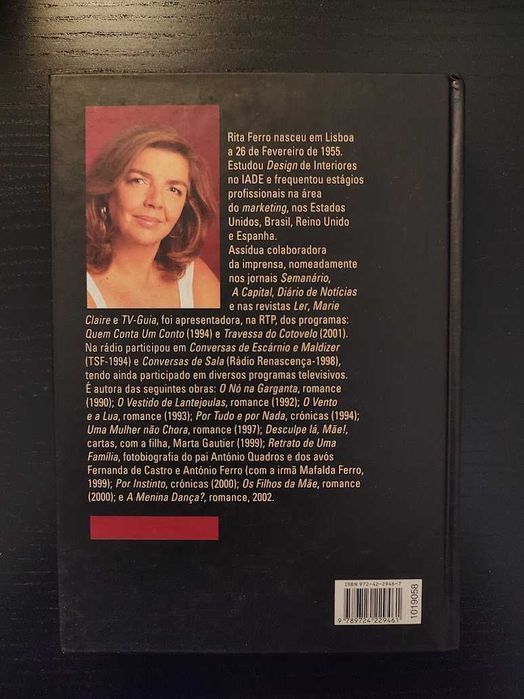 Rita Ferro nasceu em Lisboa
a 26 de Fevereiro de 1955.
Estudou Design de Interiores
no IADE e frequentou estágios
profissionais na área
do marketing, nos Estados
Unidos, Brasil, Reino Unido
e Espanha.
Assídua colaboradora
da imprensa, nomeadamente
nos jornais Semanário,
A Capital, Diário de Notícias
e nas revistas Ler, Marie
Claire e TV-Guia, foi apresentadora, na RTP, dos programas:
Quem Conta Um Conto (1994) e Travessa do Cotovelo (2001).
Na rádio participou em Conversas de Escárnio e Maldizer
(TSF-1994) e Conversas de Sala (Rádio Renascença-1998),
tendo ainda participado em diversos programas televisivos.
É autora das seguintes obras: O Nó na Garganta, romance
(1990); O Vestido de Lantejoulas, romance (1992); O Vento
e a Lua, romance (1993); Por Tudo e por Nada, crónicas (1994);
Uma Mulher não Chora, romance (1997); Desculpe lá, Mãe!,
cartas, com a filha, Marta Gautier (1999); Retrato de Uma
Família, fotobiografia do pai António Quadros e dos avós
Fernanda de Castro e António Ferro (com a irmã Mafalda Ferro,
1999); Por Instinto, crónicas (2000); Os Filhos da Mãe, romance
(2000); e A Menina Dança?, romance, 2002.
ISBN 972-42-2946-7
9 789724 229461
1019058